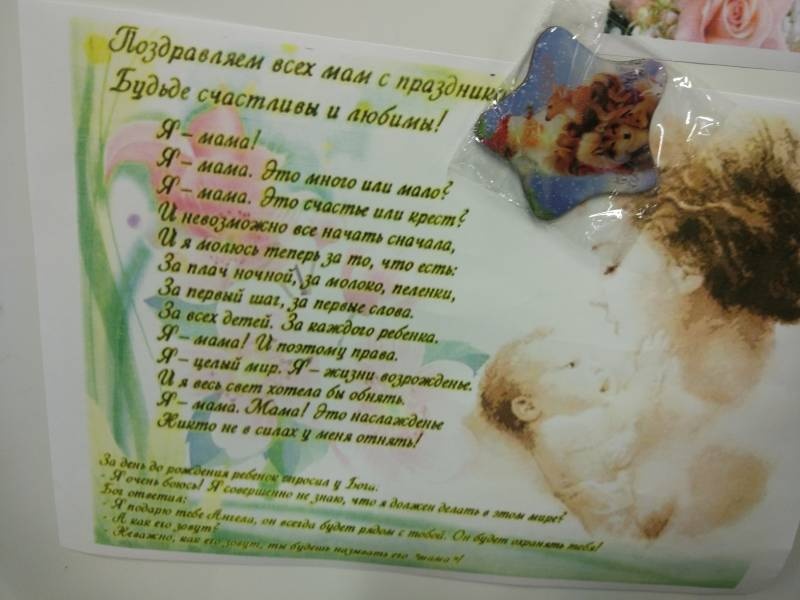 Поздравляем всех мам с праздником
Будьде счастливы и любимы!
Я – мама!
Я – мама. Это много или мало?
Я – мама. Это счастье или крест?
И невозможно все начать сначала,
И я молюсь теперь за то, что есть:
За плач ночной, за молоко, пеленки,
За первый шаг, за первые слова.
За всех детей. За каждого ребенка.
Я – мама! И поэтому права.
Я – целый мир. Я – жизни возрожденье.
И я весь свет хотела бы обнять.
Я – мама. Мама! Это наслажденье
Никто не в силах у меня отнять!
За день до рождения ребенок спросил у Бога.
- Я очень боюсь! Я совершенно не знаю, что я должен делать в этом мире?
Бог ответил:
- Я подарю тебе Ангела, он всегда будет рядом с тобой. Он будет охранять тебя!
- А как его зовут?
- Неважно, как его зовут, ты будешь называть его "мама"!